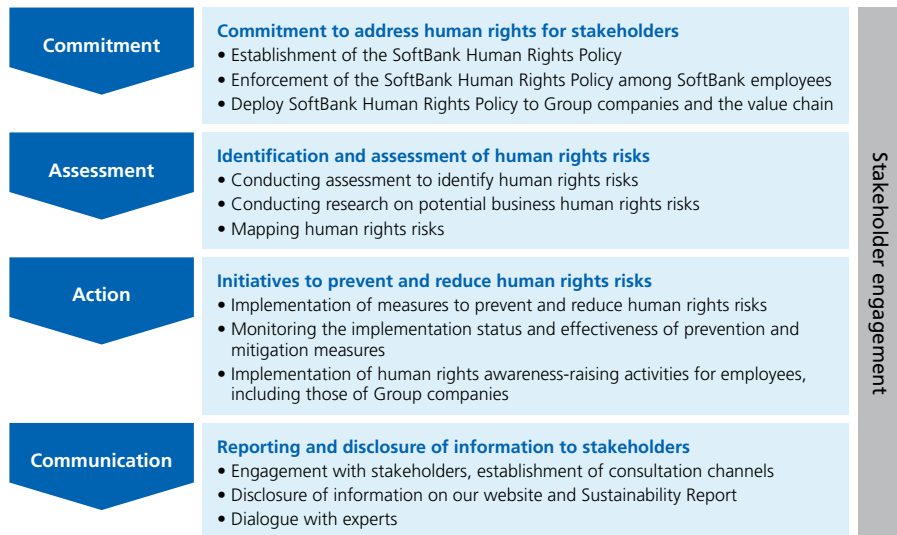 Commitment
Commitment to address human rights for stakeholders
• Establishment of the SoftBank Human Rights Policy
• Enforcement of the SoftBank Human Rights Policy among SoftBank employees
• Deploy SoftBank Human Rights Policy to Group companies and the value chain
Assessment
Identification and assessment of human rights risks
• Conducting assessment to identify human rights risks
• Conducting research on potential business human rights risks
• Mapping human rights risks
Action
Initiatives to prevent and reduce human rights risks
• Implementation of measures to prevent and reduce human rights risks
• Monitoring the implementation status and effectiveness of prevention and
mitigation measures
• Implementation of human rights awareness-raising activities for employees,
including those of Group companies
Communication
Reporting and disclosure of information to stakeholders
• Engagement with stakeholders, establishment of consultation channels
• Disclosure of information on our website and Sustainability Report
• Dialogue with experts
Stakeholder engagement